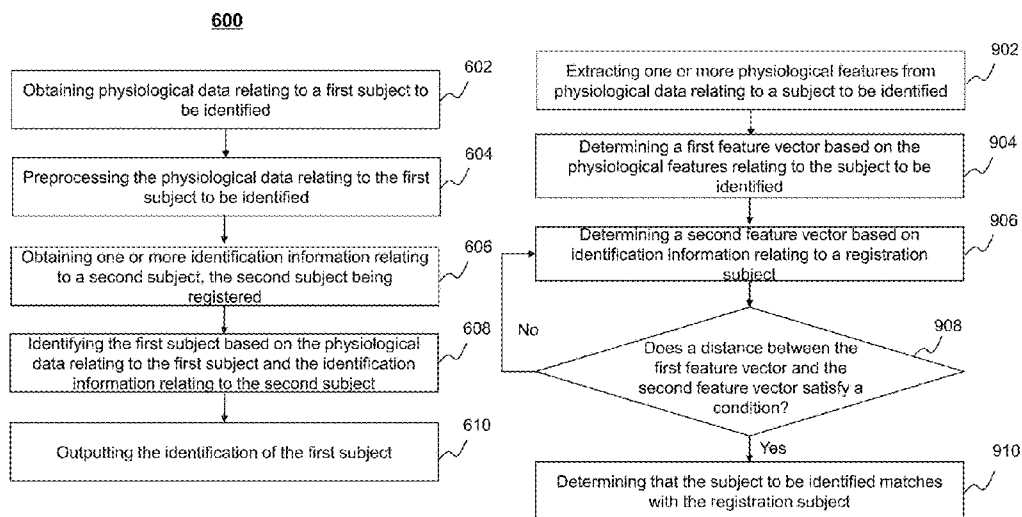 600
602
Obtaining physiological data relating to a first subject to
be identified
604
Preprocessing the physiological data relating to the first
subject to be identified
606
Obtaining one or more identification information relating
to a second subject, the second subject being
registered
608
Identifying the first subject based on the physiological
data relating to the first subject and the identification
information relating to the second subject
610
Outputting the identification of the first subject
902
Extracting one or more physiological features from
physiological data relating to a subject to be identified
904
Determining a first feature vector based on the
physiological features relating to the subject to be
identified
906
Determining a second feature vector based on
identification information relating to a registration
subject
No
908
Does a distance between the
first feature vector and the
second feature vector satisfy a
condition?
Yes
910
Determining that the subject to be identified matches
with the registration subject